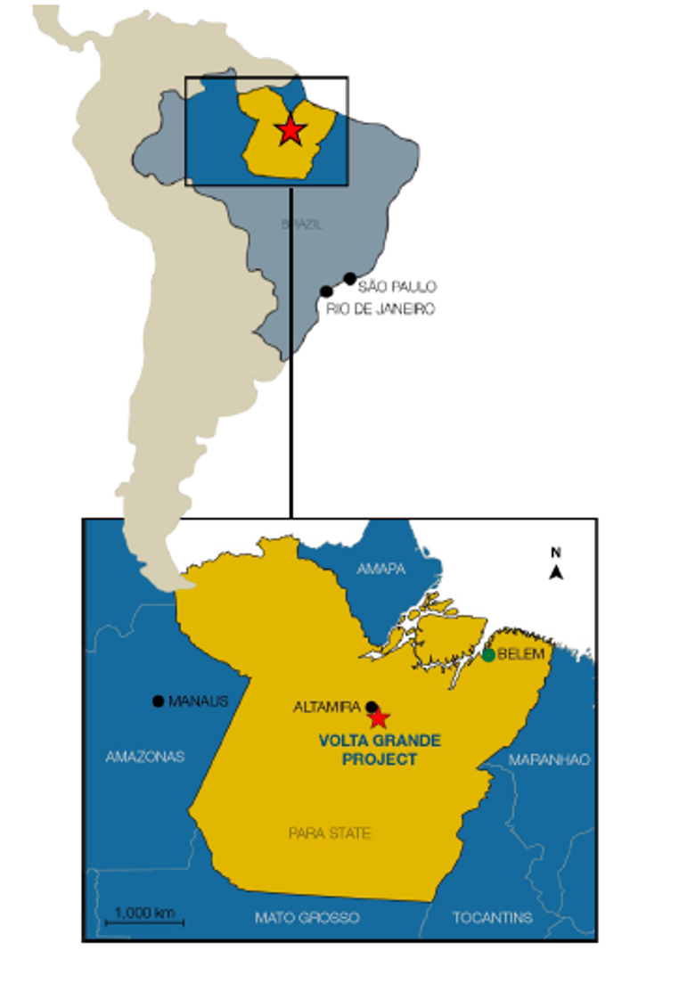 BRAZIL
SÃO PAULO
RIO DE JANEIRO
N
AMAPA
BELEM
MANAUS
ALTAMIRA
VOLTA GRANDE
PROJECT
AMAZONAS
MARANHAO
PARA STATE
1,000 km
MATO GROSSO
TOCANTINS